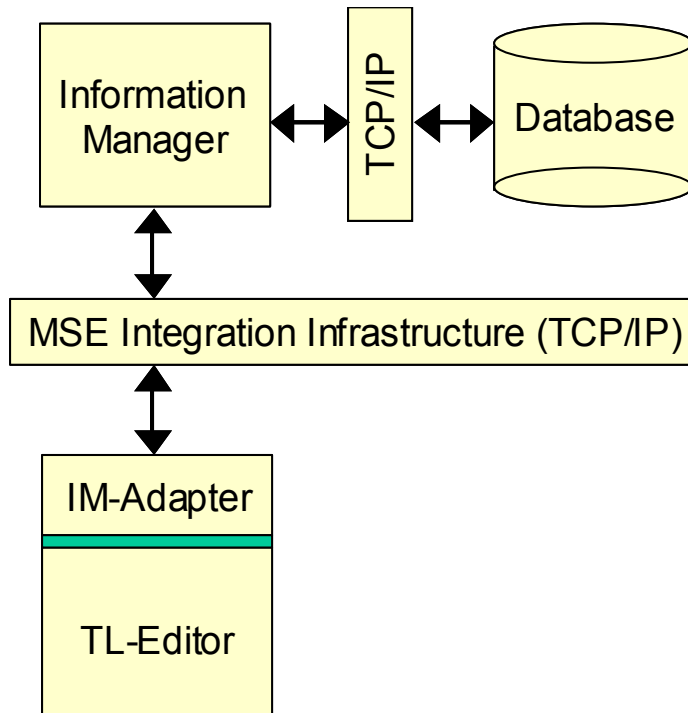 Information
Manager
TCP/IP
Database
MSE Integration Infrastructure (TCP/IP)
IM-Adapter
TL-Editor